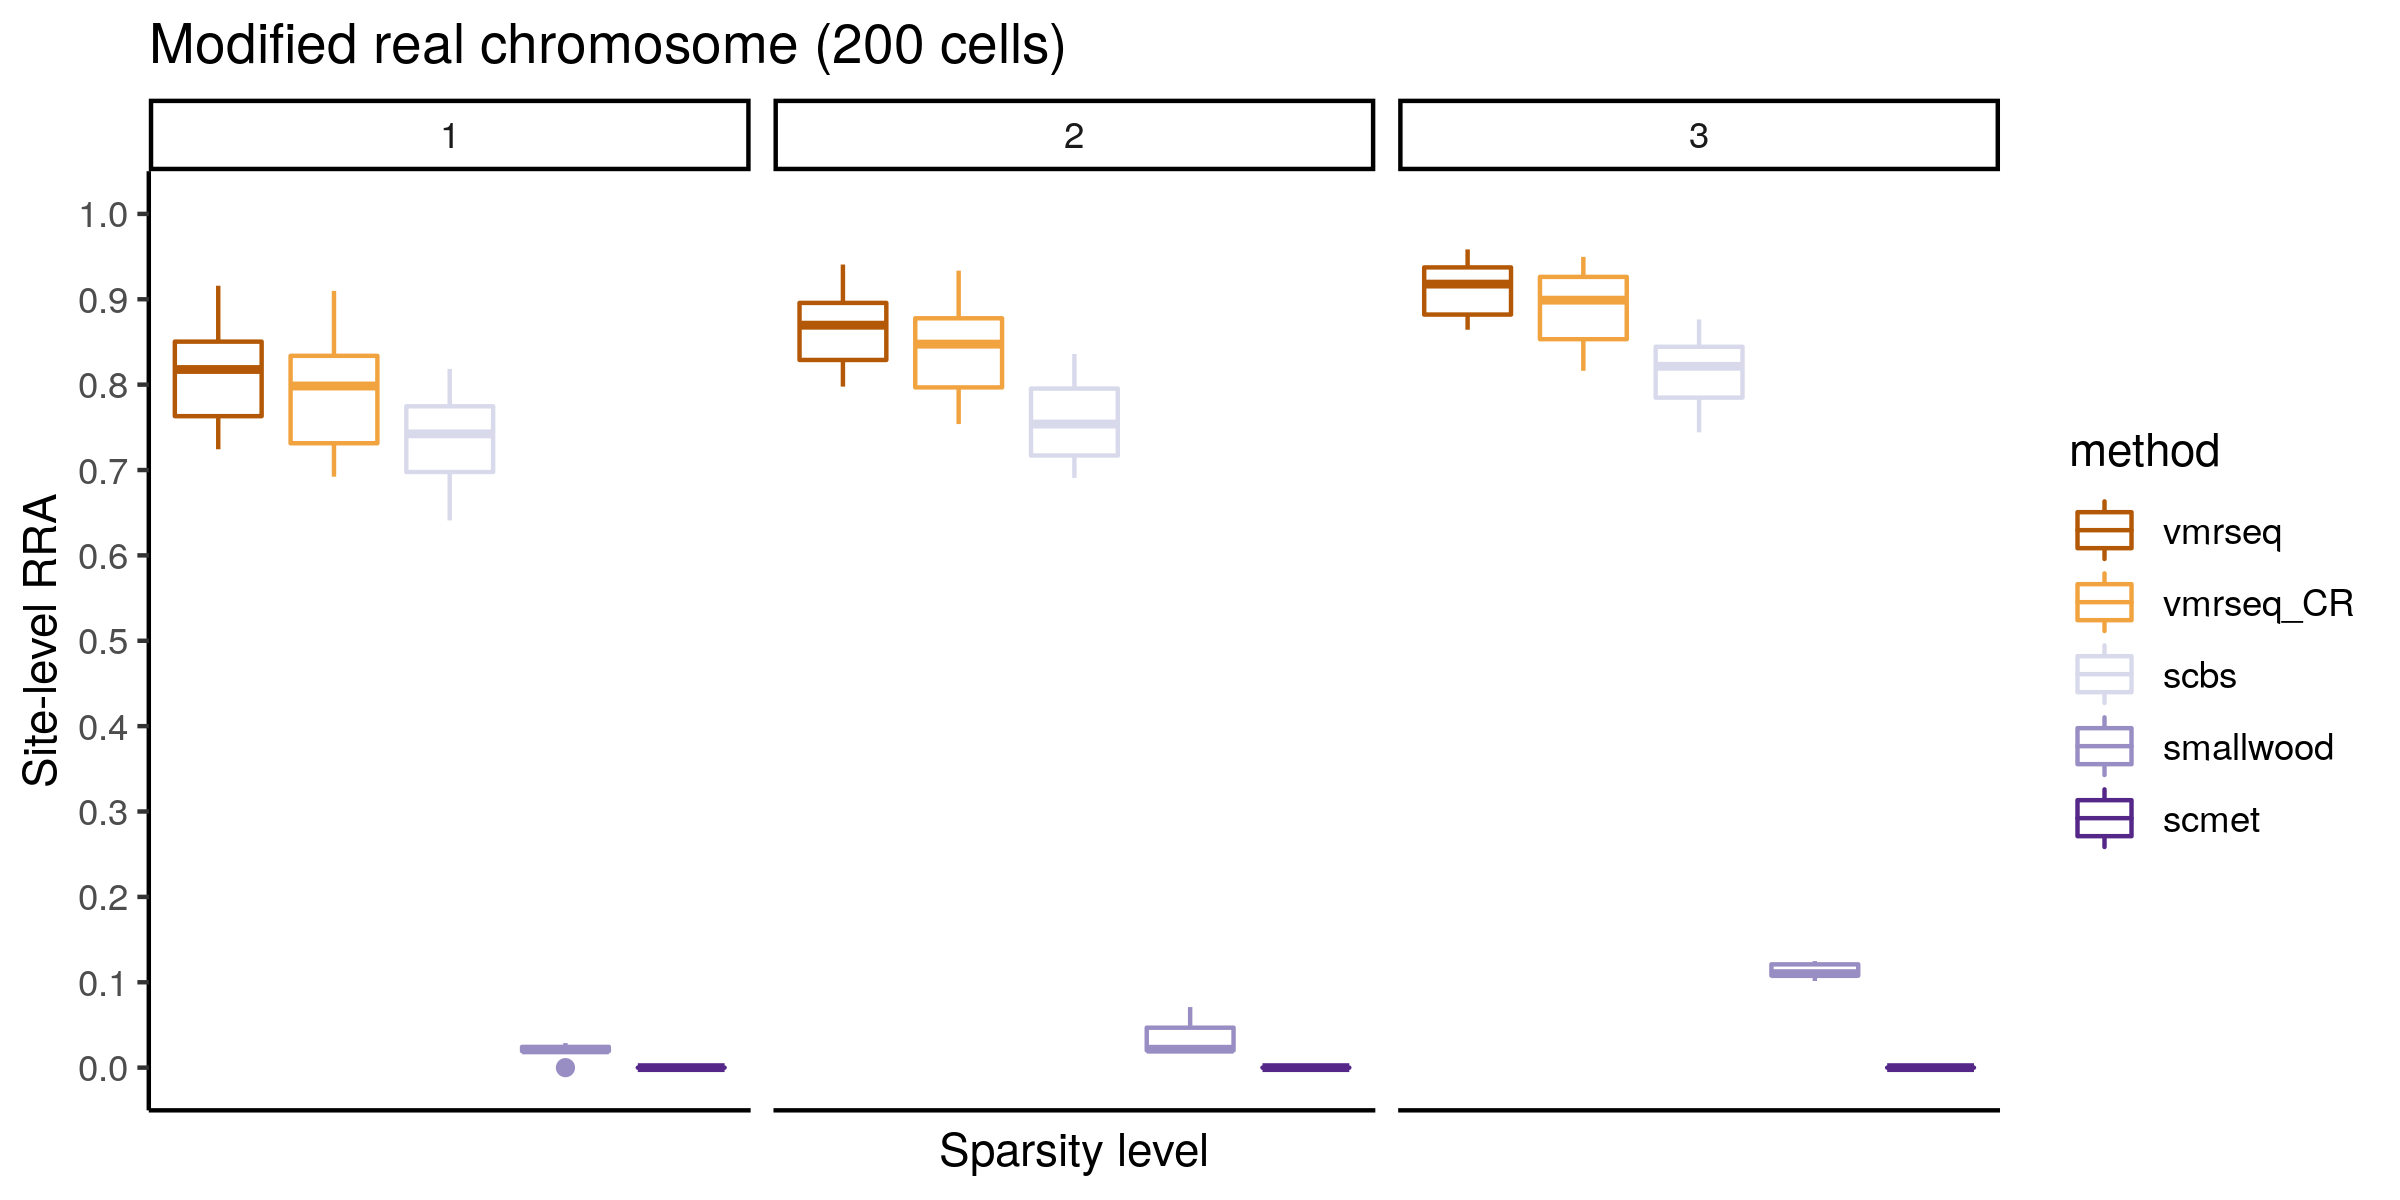 Modified real chromosome (200 cells)
1
2
3
1.0
0.9
0.8
0.7
0.6
0.5
0.4
0.3
0.2
0.1
0.0
Site-level RRA
Sparsity level
method
vmrseq
vmrseq_CR
scbs
smallwood
scmet